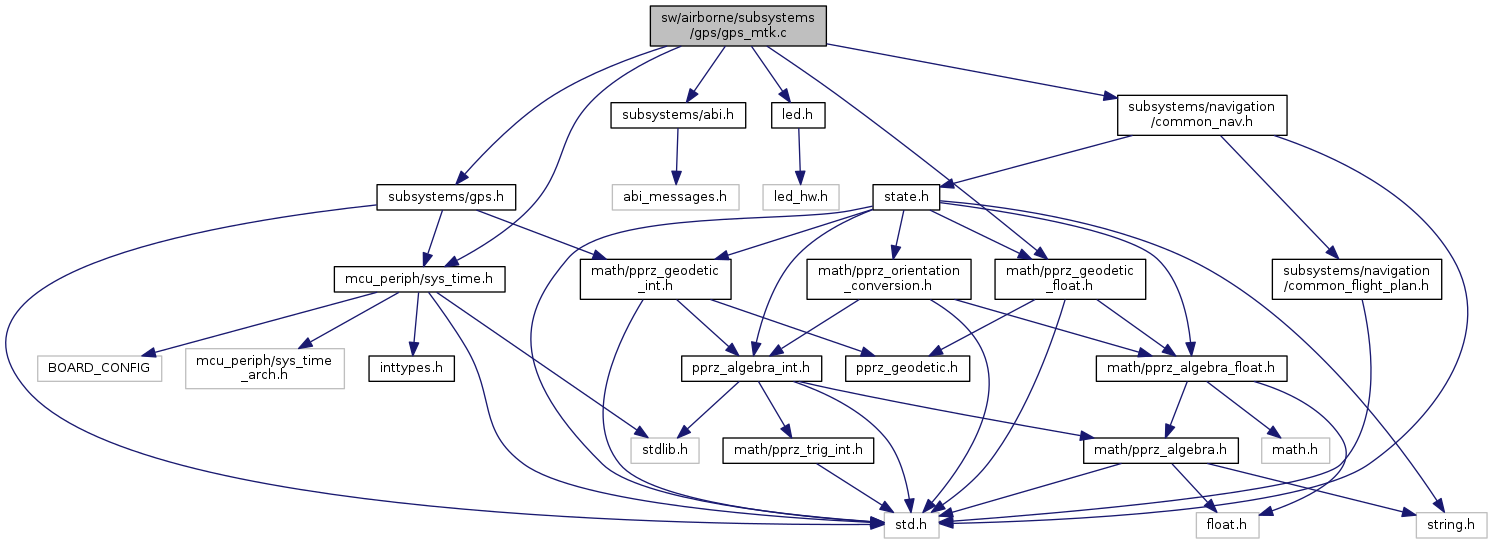 sw/airborne/subsystems
/gps/gps_mtk.c
subsystems/abi.h
led.h
subsystems/navigation
/common_nav.h
subsystems/gps.h
abi_messages.h
led_hw.h
state.h
mcu_periph/sys_time.h
math/pprz_geodetic
_int.h
math/pprz_orientation
_conversion.h
math/pprz_geodetic
_float.h
subsystems/navigation
/common_flight_plan.h
BOARD_CONFIG
mcu_periph/sys_time
_arch.h
inttypes.h
pprz_algebra_int.h
pprz_geodetic.h
math/pprz_algebra_float.h
stdlib.h
math/pprz_trig_int.h
math/pprz_algebra.h
math.h
std.h
float.h
string.h